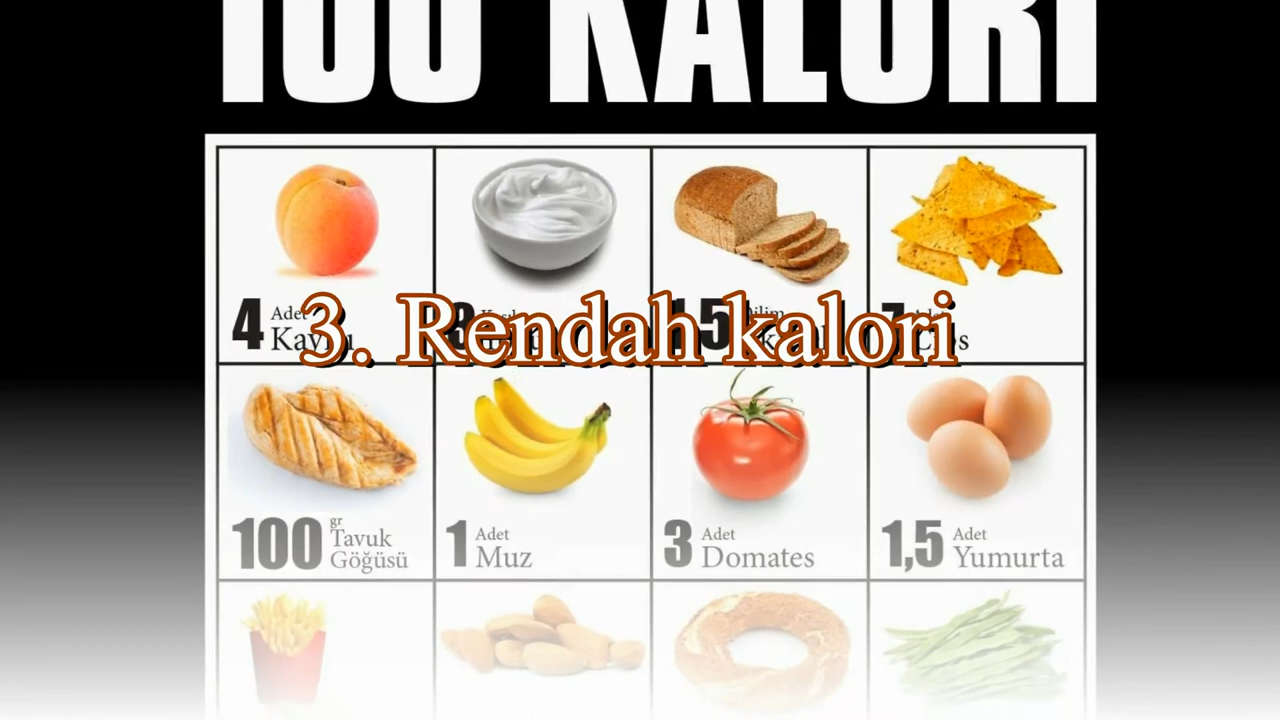 100 KALORİ
4 Adet
3. Rendah kalori
100 gr Tavuk Göğüsü
1 Adet Muz
3 Adet Domates
1,5 Adet Yumurta